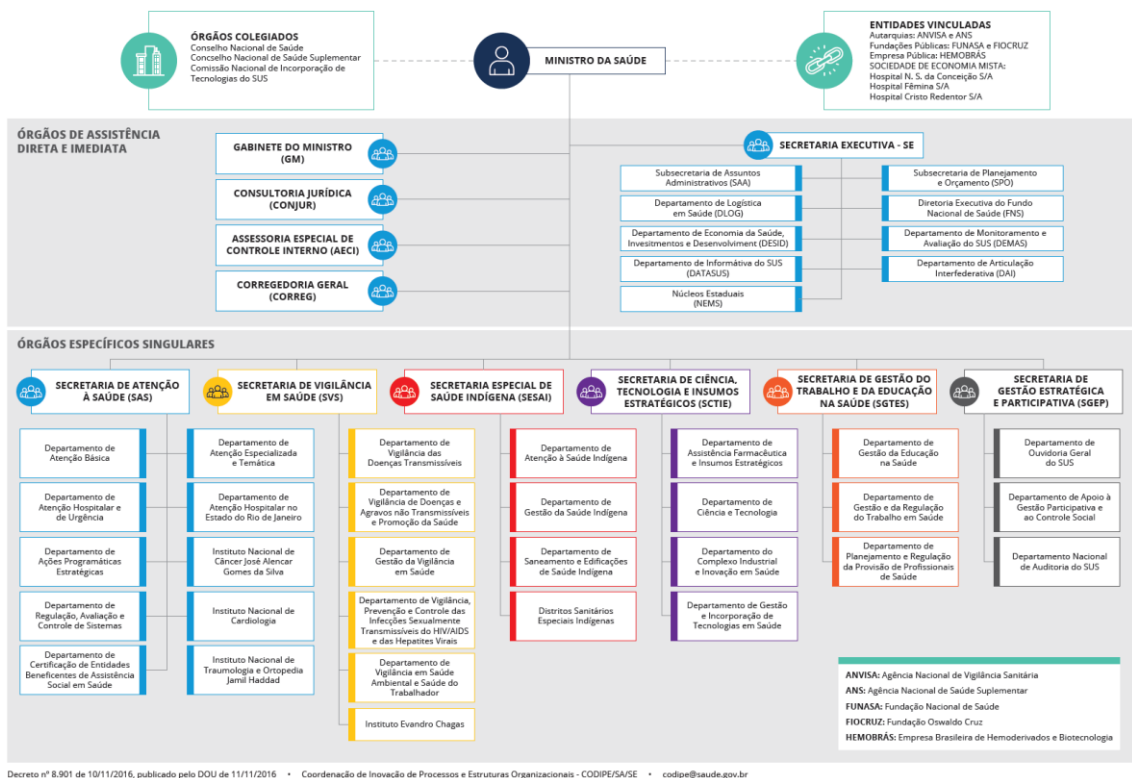 ÓRGÃOS COLEGIADOS
Conselho Nacional de Saúde
Concselho Nacional de Saúde Suplementar
Comissão Nacional de Incorporação de
Tecnologias do SUS
MINISTRO DA SAÚDE
ENTIDADES VINCULADAS
Autarquias: ANVISA e ANS
Fundações Públicas: FUNASA e FIOCRUZ
Empresa Pública: HEMOBRÁS
SOCIEDADE DE ECONOMIA MISTA:
Hospital N. S. da Conceição S/A
Hospital Fêmina S/A
Hospital Cristo Redentor S/A
ÓRGÃOS DE ASSISTÊNCIA
DIRETA E IMEDIATA
GABINETE DO MINISTRO
(GM)
CONSULTORIA JURÍDICA
(CONJUR)
ASSESSORIA ESPECIAL DE
CONTROLE INTERNO (AECI)
CORREGEDORIA GERAL
(CORREG)
SECRETARIA EXECUTIVA - SE
Subsecretaria de Assuntos
Administrativos (SAA)
Departamento de Logística
em Saúde (DLOG)
Departamento de Economia da Saúde,
Invesitmentos e Desenvolviment (DESID)
Departamento de Informátiva do SUS
(DATASUS)
Núcleos Estaduais
(NEMS)
Subsecretaria de Planejamento
e Orçamento (SPO)
Diretoria Executiva do Fundo
Nacional de Saúde (FNS)
Departamento de Monitoramento e
Avaliação do SUS (DEMAS)
Departamento de Articulação
Interfederativa (DAI)
ÓRGÃOS ESPECÍFICOS SINGULARES
SECRETARIA DE ATENÇÃO
À SAÚDE (SAS)
Departamento de
Atenção Básica
Departamento de
Atenção Hospitalar e
de Urgência
Departamento de
Ações Programáticas
Estratégicas
Departamento de
Regulação, Avaliação e
Controle de Sistemas
Departamento de
Certificação de Entidades
Beneficentes de Assistência
Social em Saúde
Departamento de
Atenção Especializada
e Temática
Departamento de
Atenção Hospitalar no
Estado do Rio de Janeiro
Instituto Nacional de
Câncer José Alencar
Gomes da Silva
Instituto Nacional de
Cardiologia
Instituto Nacional de
Traumologia e Ortopedia
Jamil Haddad
SECRETARIA DE VIGILÂNCIA
EM SAÚDE (SVS)
Departamento de
Vigilância das
Doenças Transmissíveis
Departamento de
Vigilância de Doenças e
Agravos não Transmissíveis
e Promoção da Saúde
Departamento de
Gestão da Vigilância
em Saúde
Departamento de Vigilância,
Prevenção e Controle das
Infecções Sexualmente
Transmissíveis do HIV/AIDS
e das Hepatites Virais
Departamento de
Vigilância em Saúde
Ambiental e Saúde do
Trabalhador
Instituto Evandro Chagas
SECRETARIA ESPECIAL DE
SAÚDE INDÍGENA (SESAI)
Departamento de
Atenção à Saúde Indígena
Departamento de
Gestão da Saúde Indígena
Departamento de
Saneamento e Edificações
de Saúde Indígena
Distritos Sanitários
Especiais Indígenas
SECRETARIA DE CIÊNCIA,
TECNOLOGIA E INSUMOS
ESTRATÉGICOS (SCTIE)
Departamento de
Assistência Farmacêutica
e Insumos Estratégicos
Departamento de
Ciência e Tecnologia
Departamento do
Complexo Industrial
e Inovação em Saúde
Departamento de Gestão
e Incorporação de
Tecnologias em Saúde
SECRETARIA DE GESTÃO DO
TRABALHO E DA EDUCAÇÃO
NA SAÚDE (SGTES)
Departamento de
Gestão da Educação
na Saúde
Departamento de
Gestão e da Regulação
do Trabalho em Saúde
Departamento de
Planejamento e Regulação
da Provisão de Profissionais
de Saúde
SECRETARIA DE
GESTÃO ESTRATÉGICA
E PARTICIPATIVA (SGEP)
Departamento de
Ouvidoria Geral
do SUS
Departamento de Apoio à
Gestão Participativa e
ao Controle Social
Departamento Nacional
de Auditoria do SUS
ANVISA: Agência Nacional de Vigilância Sanitária
ANS: Agência Nacional de Saúde Suplementar
FUNASA: Fundação Nacional de Saúde
FIOCRUZ: Fundação Oswaldo Cruz
HEMOBRÁS: Empresa Brasileira de Hemoderivados e Biotecnologia
Decreto nº 8.901 de 10/11/2016, publicado pelo DOU de 11/11/2016 • Coordenação de Inovação de Processos e Estruturas Organizacionais - CODIPE/SA/SE • codipe@saude.gov.br